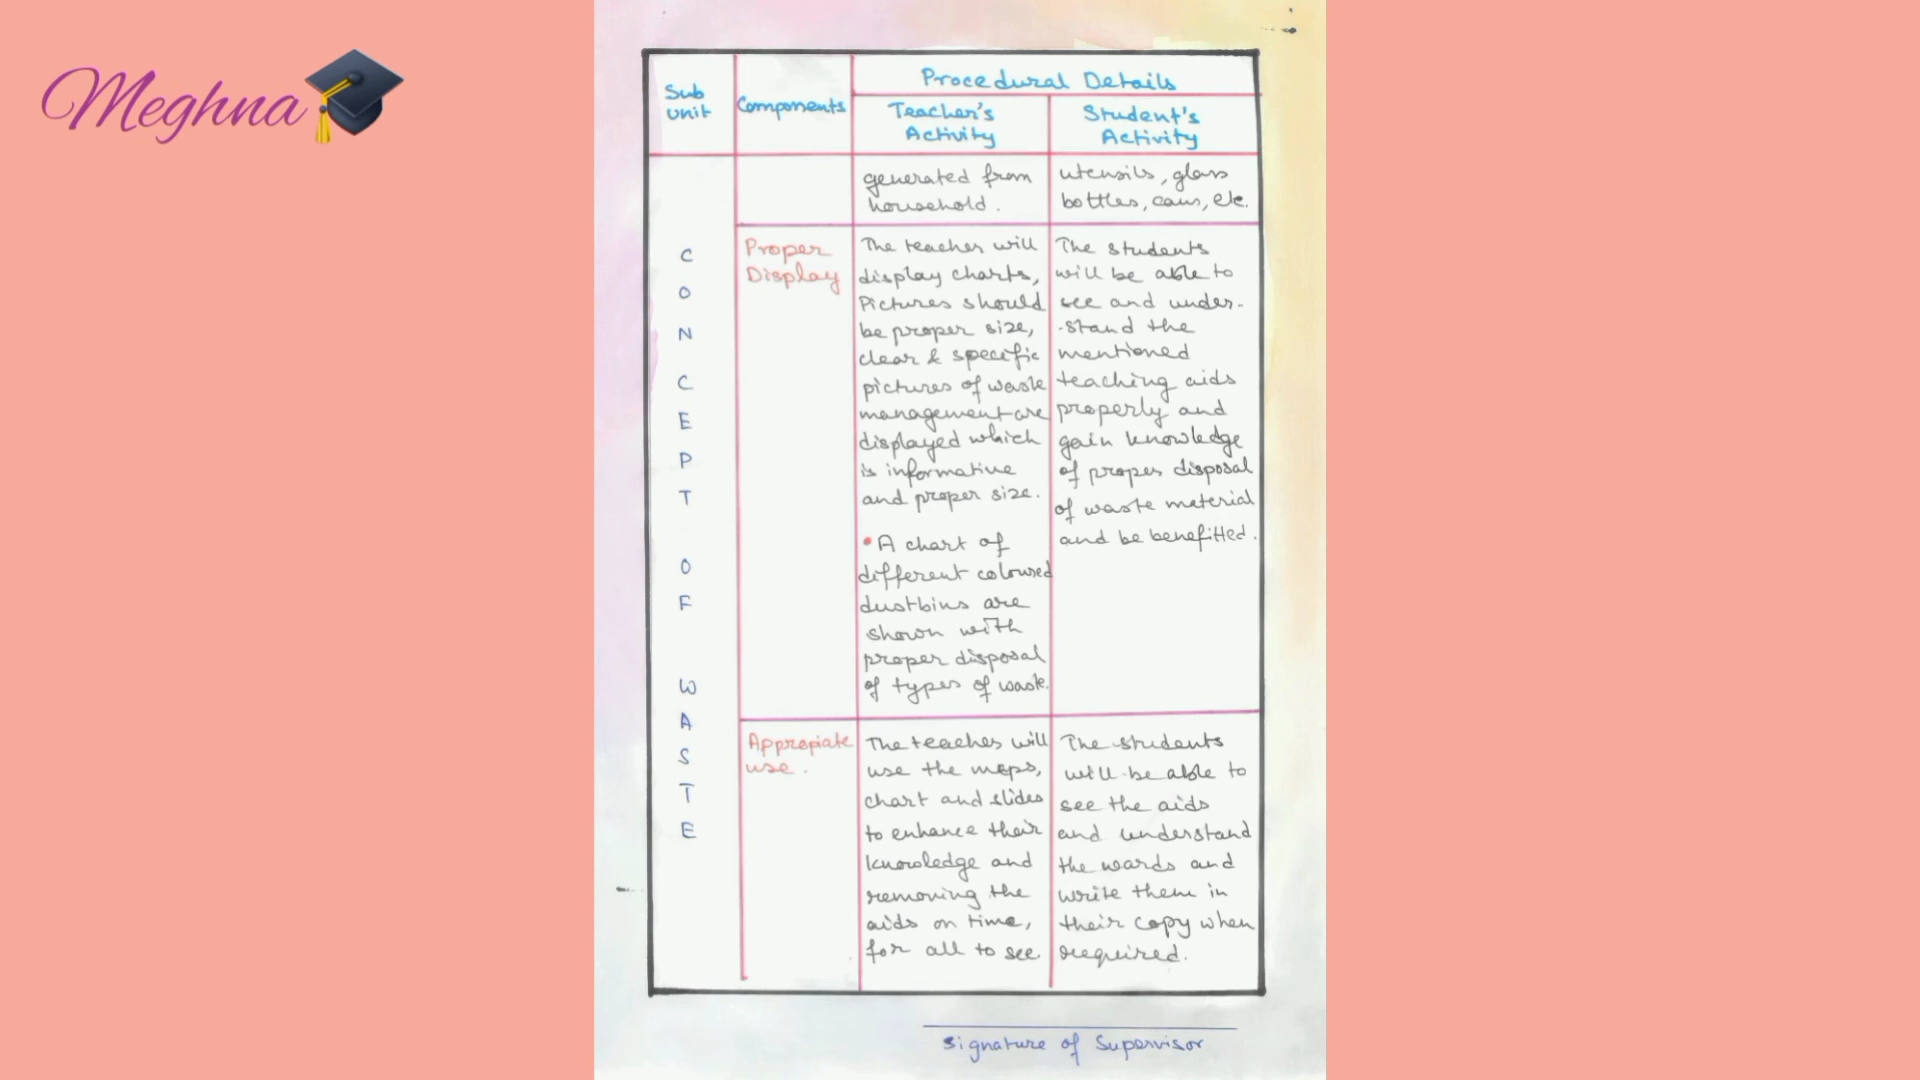 Meghna
Procedural Details
Sub
Unit
Components
Teacher's
Activity
Student's
Activity
generated from
household.
utensils, glass
bottles, cans, etc.
CONCEPT OF WASTE
Proper
Display
The teacher will
display charts,
Pictures should
be proper size,
clear & specific
pictures of waste
management are
displayed which
is informative
and proper size.
• A chart of
different coloured
dustbins are
shown with
proper disposal
of types of waste.
The students
will be able to
see and under-
-stand the
mentioned
teaching aids
properly and
gain knowledge
of proper disposal
of waste material
and be benefitted.
Appropiate
use.
The teacher will
use the maps,
chart and slides
to enhance their
knowledge and
removing the
aids on time,
for all to see.
The students
will be able to
see the aids
and understand
the words and
write them in
their copy when
required.
Signature of Supervisor